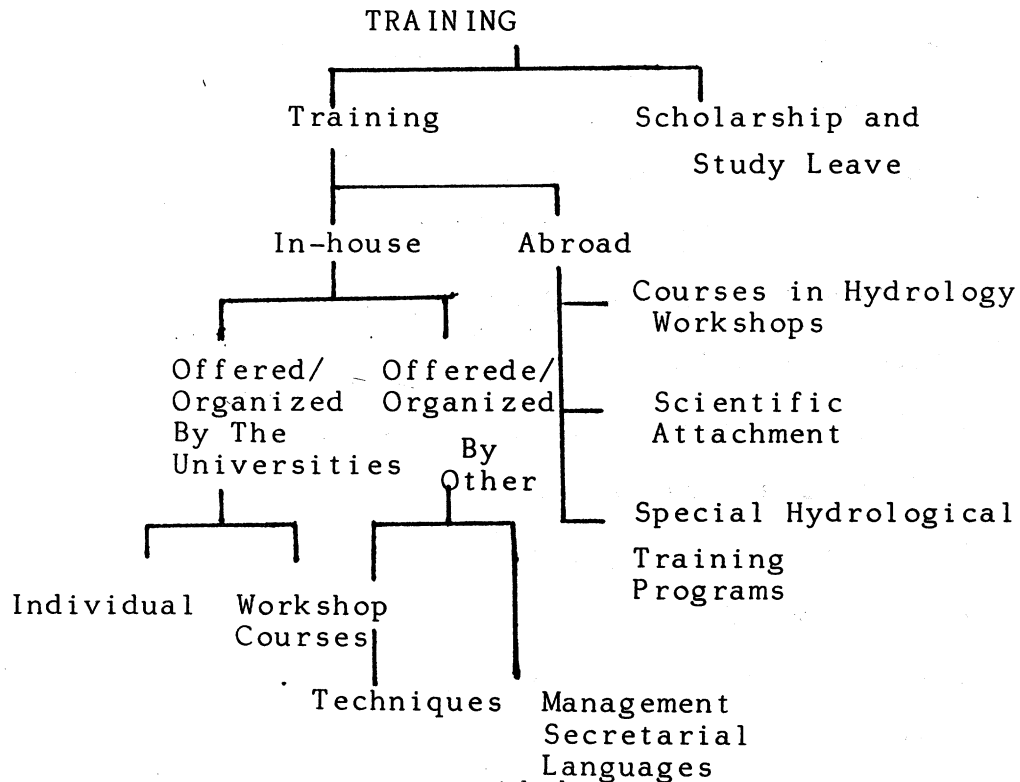 TRAINING
Training
Scholarship and
Study Leave
In-house
Abroad
Courses in Hydrology
Workshops
Offered/
Organized
By The
Universities
Offerede/
Organized
By
Other
Scientific
Attachment
Special Hydrological
Training
Programs
Individual
Workshop
Courses
Techniques
Management
Secretarial
Languages